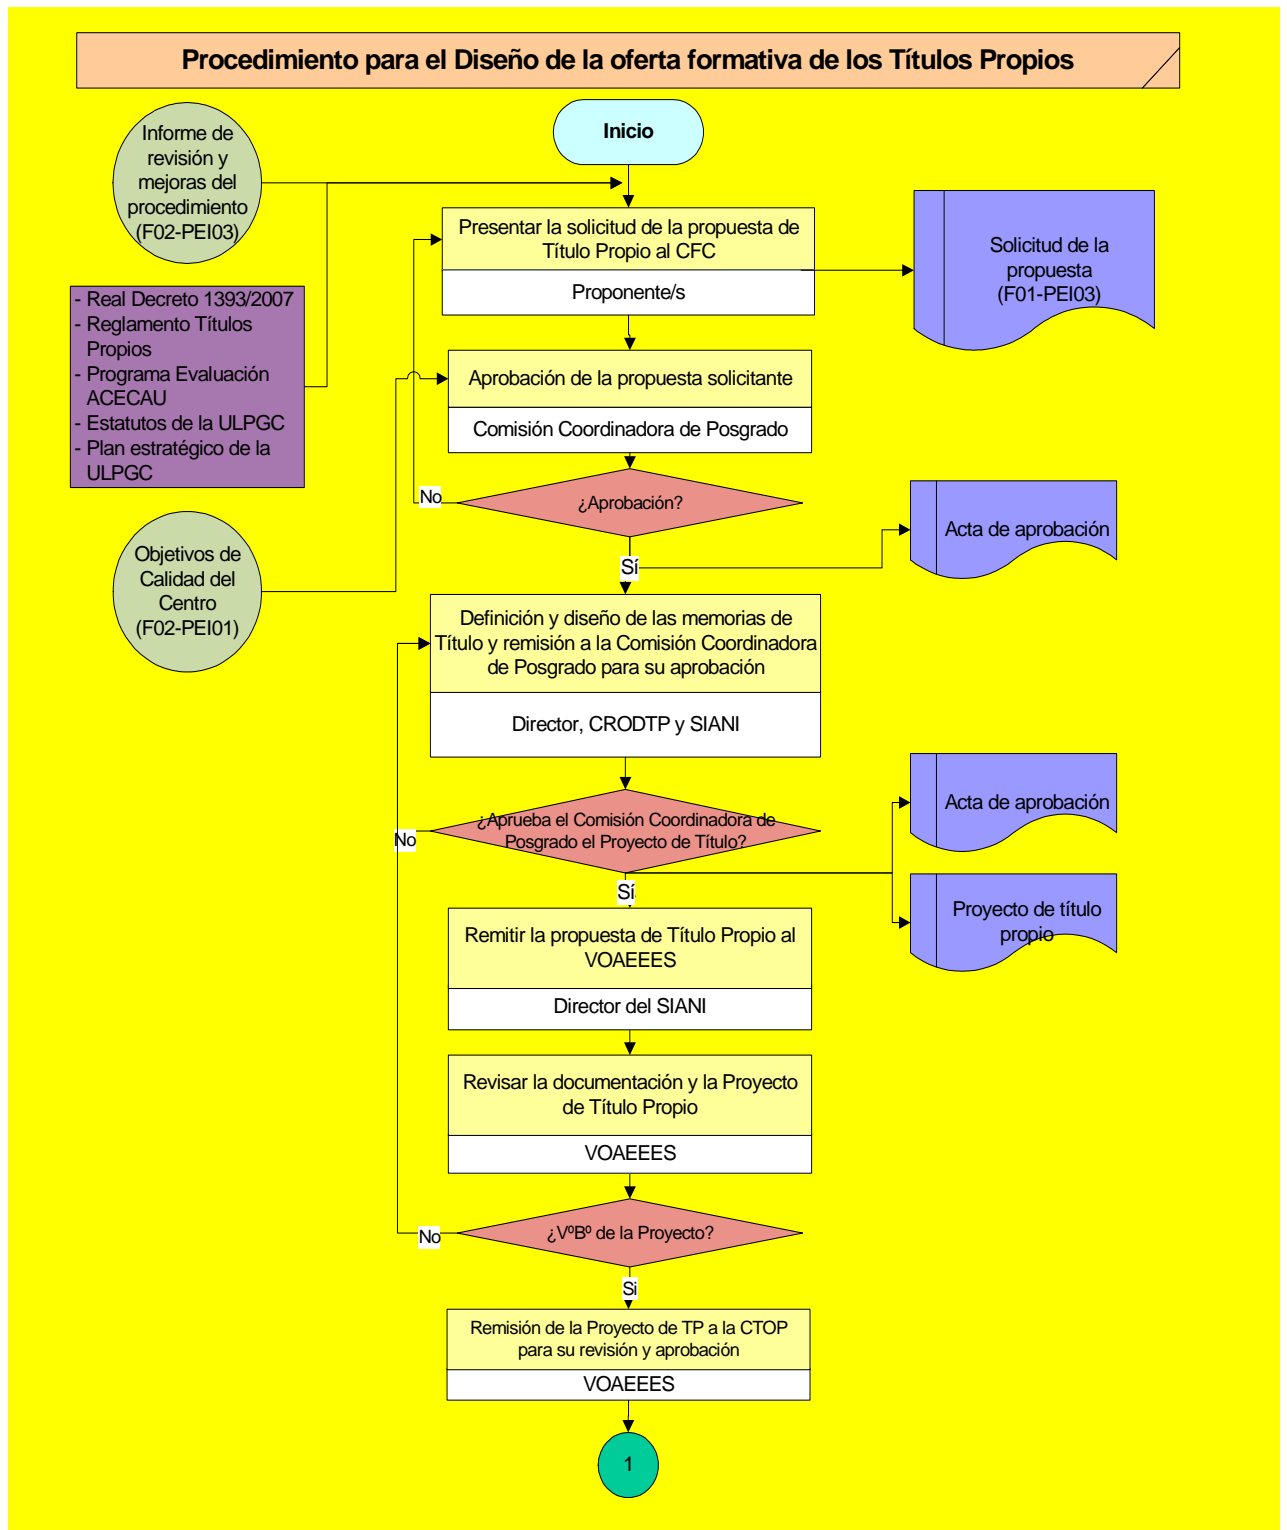 Procedimiento para el Diseño de la oferta formativa de los Títulos Propios
Inicio
Informe de
revisión y
mejoras del
procedimiento
(F02-PEI03)
Presentar la solicitud de la propuesta de
Título Propio al CFC
Proponente/s
Solicitud de la
propuesta
(F01-PEI03)
- Real Decreto 1393/2007
- Reglamento Títulos
Propios
- Programa Evaluación
ACECAU
- Estatutos de la ULPGC
- Plan estratégico de la
ULPGC
Aprobación de la propuesta solicitante
Comisión Coordinadora de Posgrado
¿Aprobación?
No
Sí
Acta de aprobación
Objetivos de
Calidad del
Centro
(F02-PEI01)
Definición y diseño de las memorias de
Título y remisión a la Comisión Coordinadora
de Posgrado para su aprobación
Director, CRODTP y SIANI
¿Aprueba el Comisión Coordinadora de
Posgrado el Proyecto de Título?
No
Sí
Acta de aprobación
Proyecto de título
propio
Remitir la propuesta de Título Propio al
VOAEEES
Director del SIANI
Revisar la documentación y la Proyecto
de Título Propio
VOAEEES
¿VºBº de la Proyecto?
No
Si
Remisión de la Proyecto de TP a la CTOP
para su revisión y aprobación
VOAEEES
1